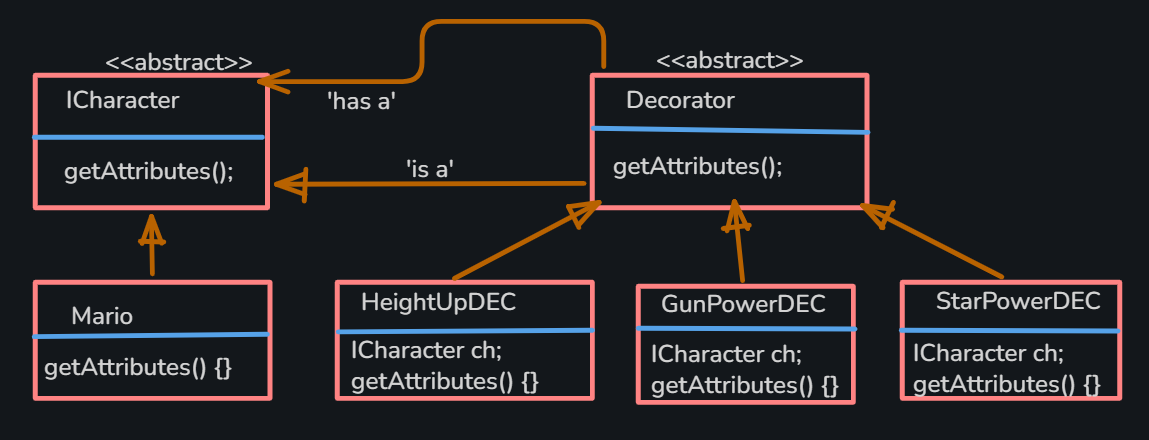 <<abstract>>
ICharacter
getAttributes();
'has a'
'is a'
<<abstract>>
Decorator
getAttributes();
Mario
getAttributes() {}
HeightUpDEC
ICharacter ch;
getAttributes() {}
GunPowerDEC
ICharacter ch;
getAttributes() {}
StarPowerDEC
ICharacter ch;
getAttributes() {}